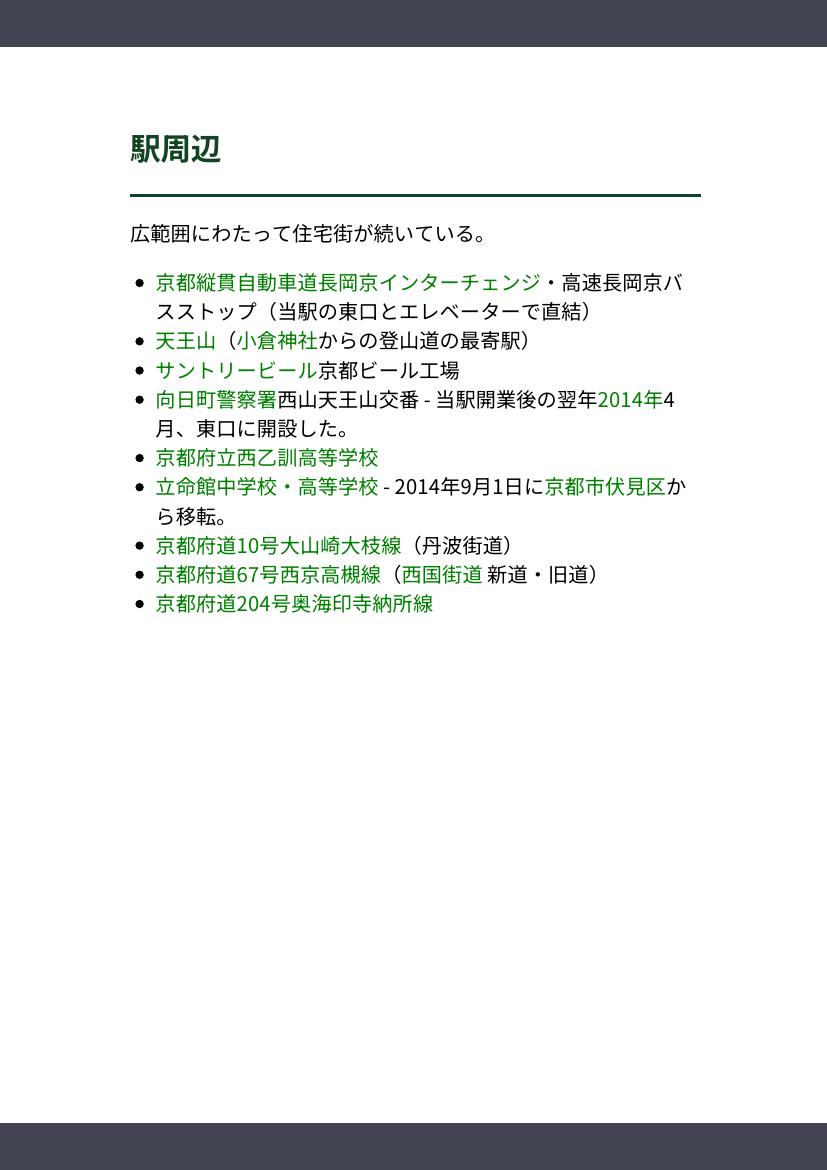 駅周辺
広範囲にわたって住宅街が続いている。
京都縦貫自動車道長岡京インターチェンジ・高速長岡京バ
スストップ（当駅の東口とエレベーターで直結）
天王山（小倉神社からの登山道の最寄駅）
サントリービール京都ビール工場
向日町警察署西山天王山交番 - 当駅開業後の翌年2014年4
月、東口に開設した。
京都府立西乙訓高等学校
立命館中学校・高等学校 - 2014年9月1日に京都市伏見区か
ら移転。
京都府道10号大山崎大枝線（丹波街道）
京都府道67号西京高槻線（西国街道 新道・旧道）
京都府道204号奥海印寺納所線